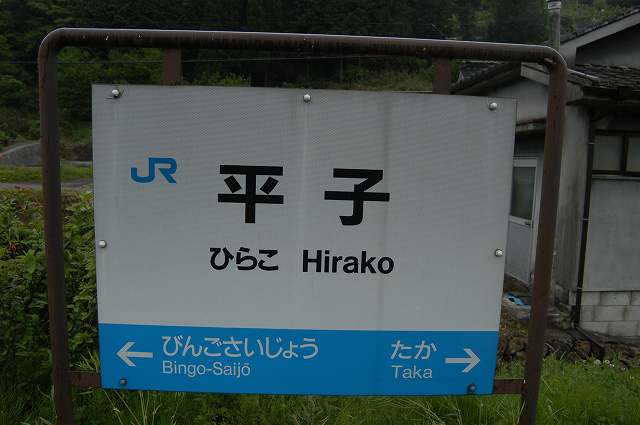 JR
平子
ひらこ Hirako
← びんごさいじょう たか →
Bingo-Saijō Taka